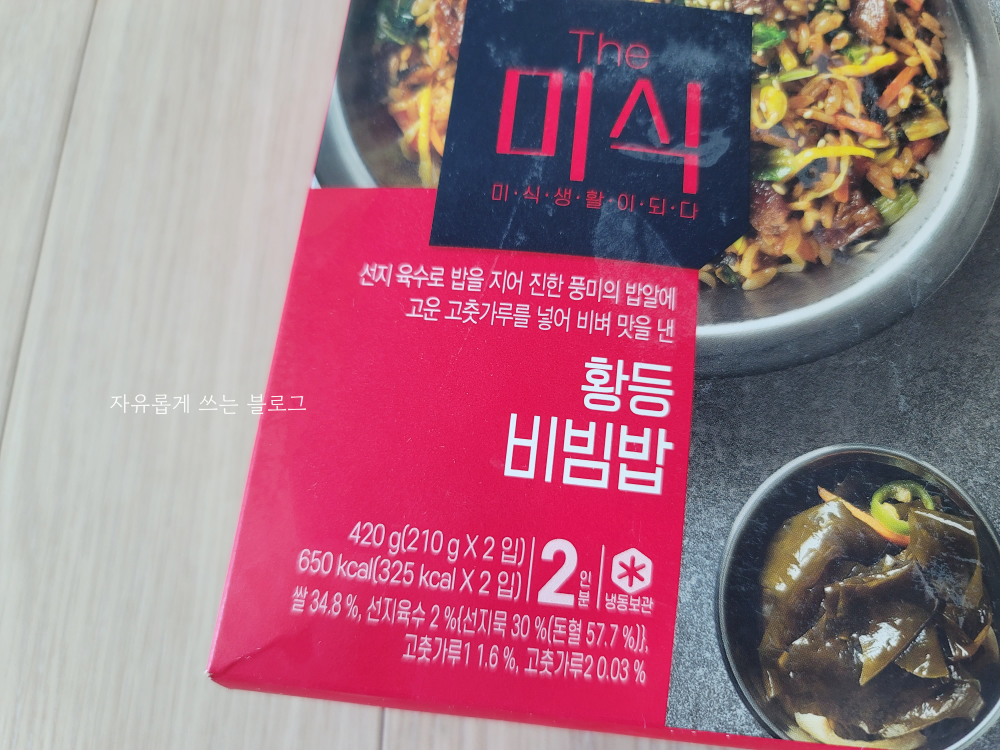 The
미식
미·식·생·활·이·되·다
선지 육수로 밥을 지어 진한 풍미의 밥알에
고운 고춧가루를 넣어 비벼 맛을 낸
황등
비빔밥
자유롭게 쓰는 블로그
420 g(210 g X 2 입)
650 kcal(325 kcal X 2 입)
2
인분
냉동보관
쌀 34.8 %, 선지육수 2 %{선지묵 30 %(돈혈 57.7 %)},
고춧가루1 1.6 %, 고춧가루2 0.03 %